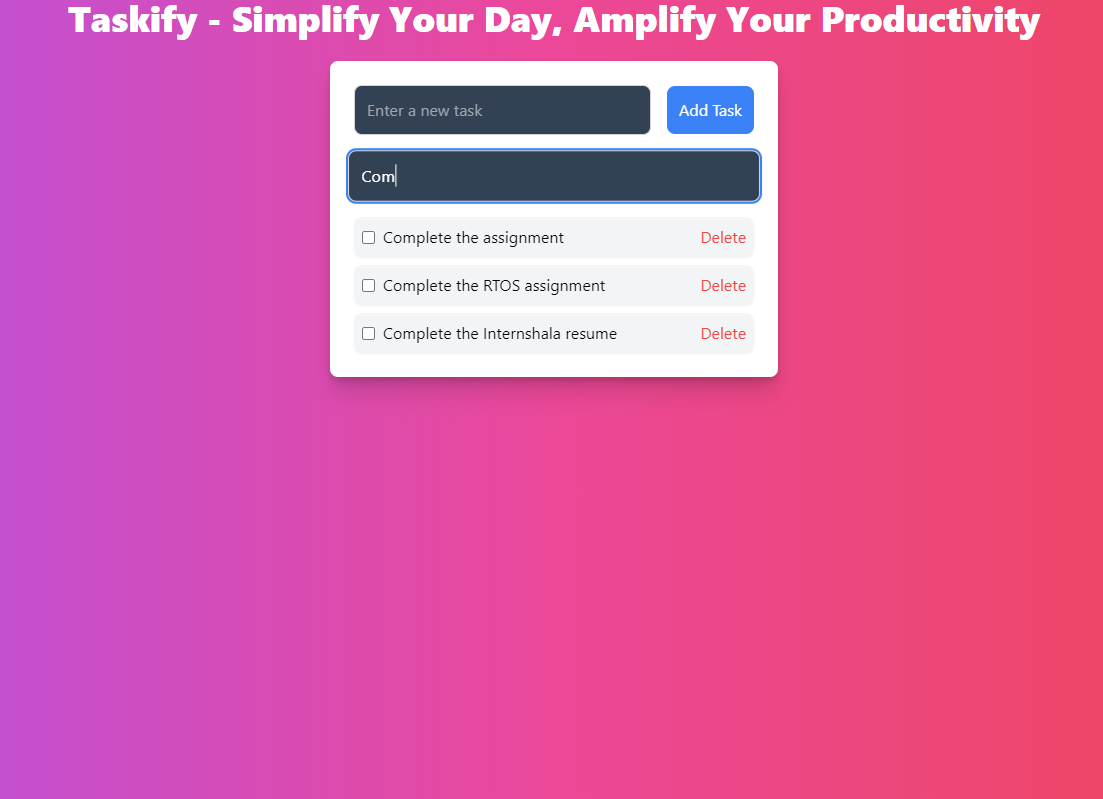 Taskify - Simplify Your Day, Amplify Your Productivity
Enter a new task
Add Task
Com
Complete the assignment
Delete
Complete the RTOS assignment
Delete
Complete the Internshala resume
Delete